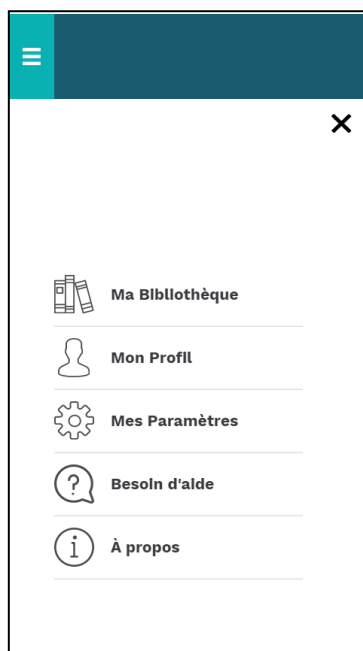 Ma Bibliothèque
Mon Profil
Mes Paramètres
Besoin d'aide
À propos